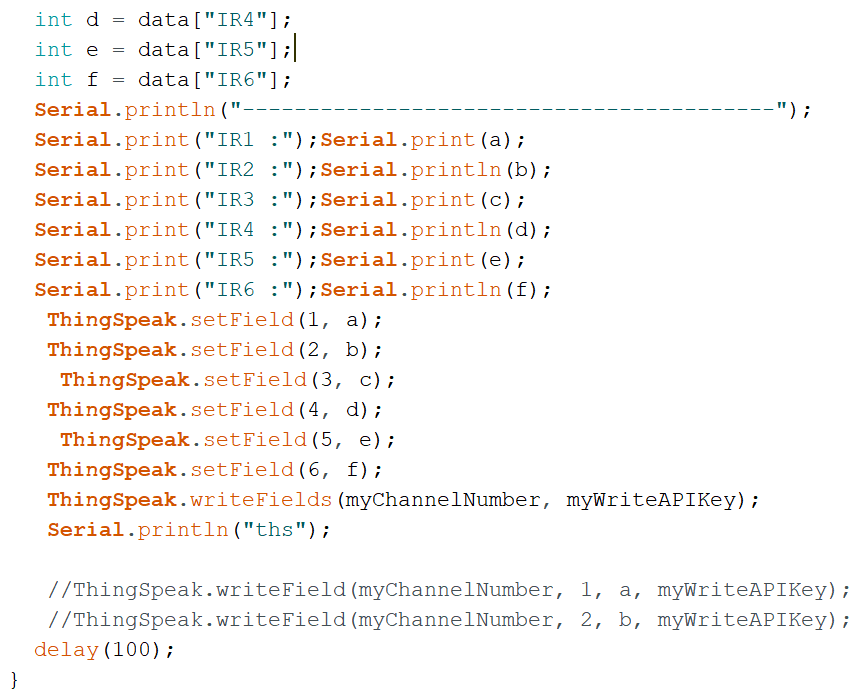 int d = data["IR4"];
int e = data["IR5"];
int f = data["IR6"];
Serial.println("-----------------------------------------");
Serial.print("IR1 :");Serial.print(a);
Serial.print("IR2 :");Serial.println(b);
Serial.print("IR3 :");Serial.print(c);
Serial.print("IR4 :");Serial.println(d);
Serial.print("IR5 :");Serial.print(e);
Serial.print("IR6 :");Serial.println(f);
ThingSpeak.setField(1, a);
ThingSpeak.setField(2, b);
ThingSpeak.setField(3, c);
ThingSpeak.setField(4, d);
ThingSpeak.setField(5, e);
ThingSpeak.setField(6, f);
ThingSpeak.writeFields(myChannelNumber, myWriteAPIKey);
Serial.println("ths");
//ThingSpeak.writeField(myChannelNumber, 1, a, myWriteAPIKey);
//ThingSpeak.writeField(myChannelNumber, 2, b, myWriteAPIKey);
delay(100);
}